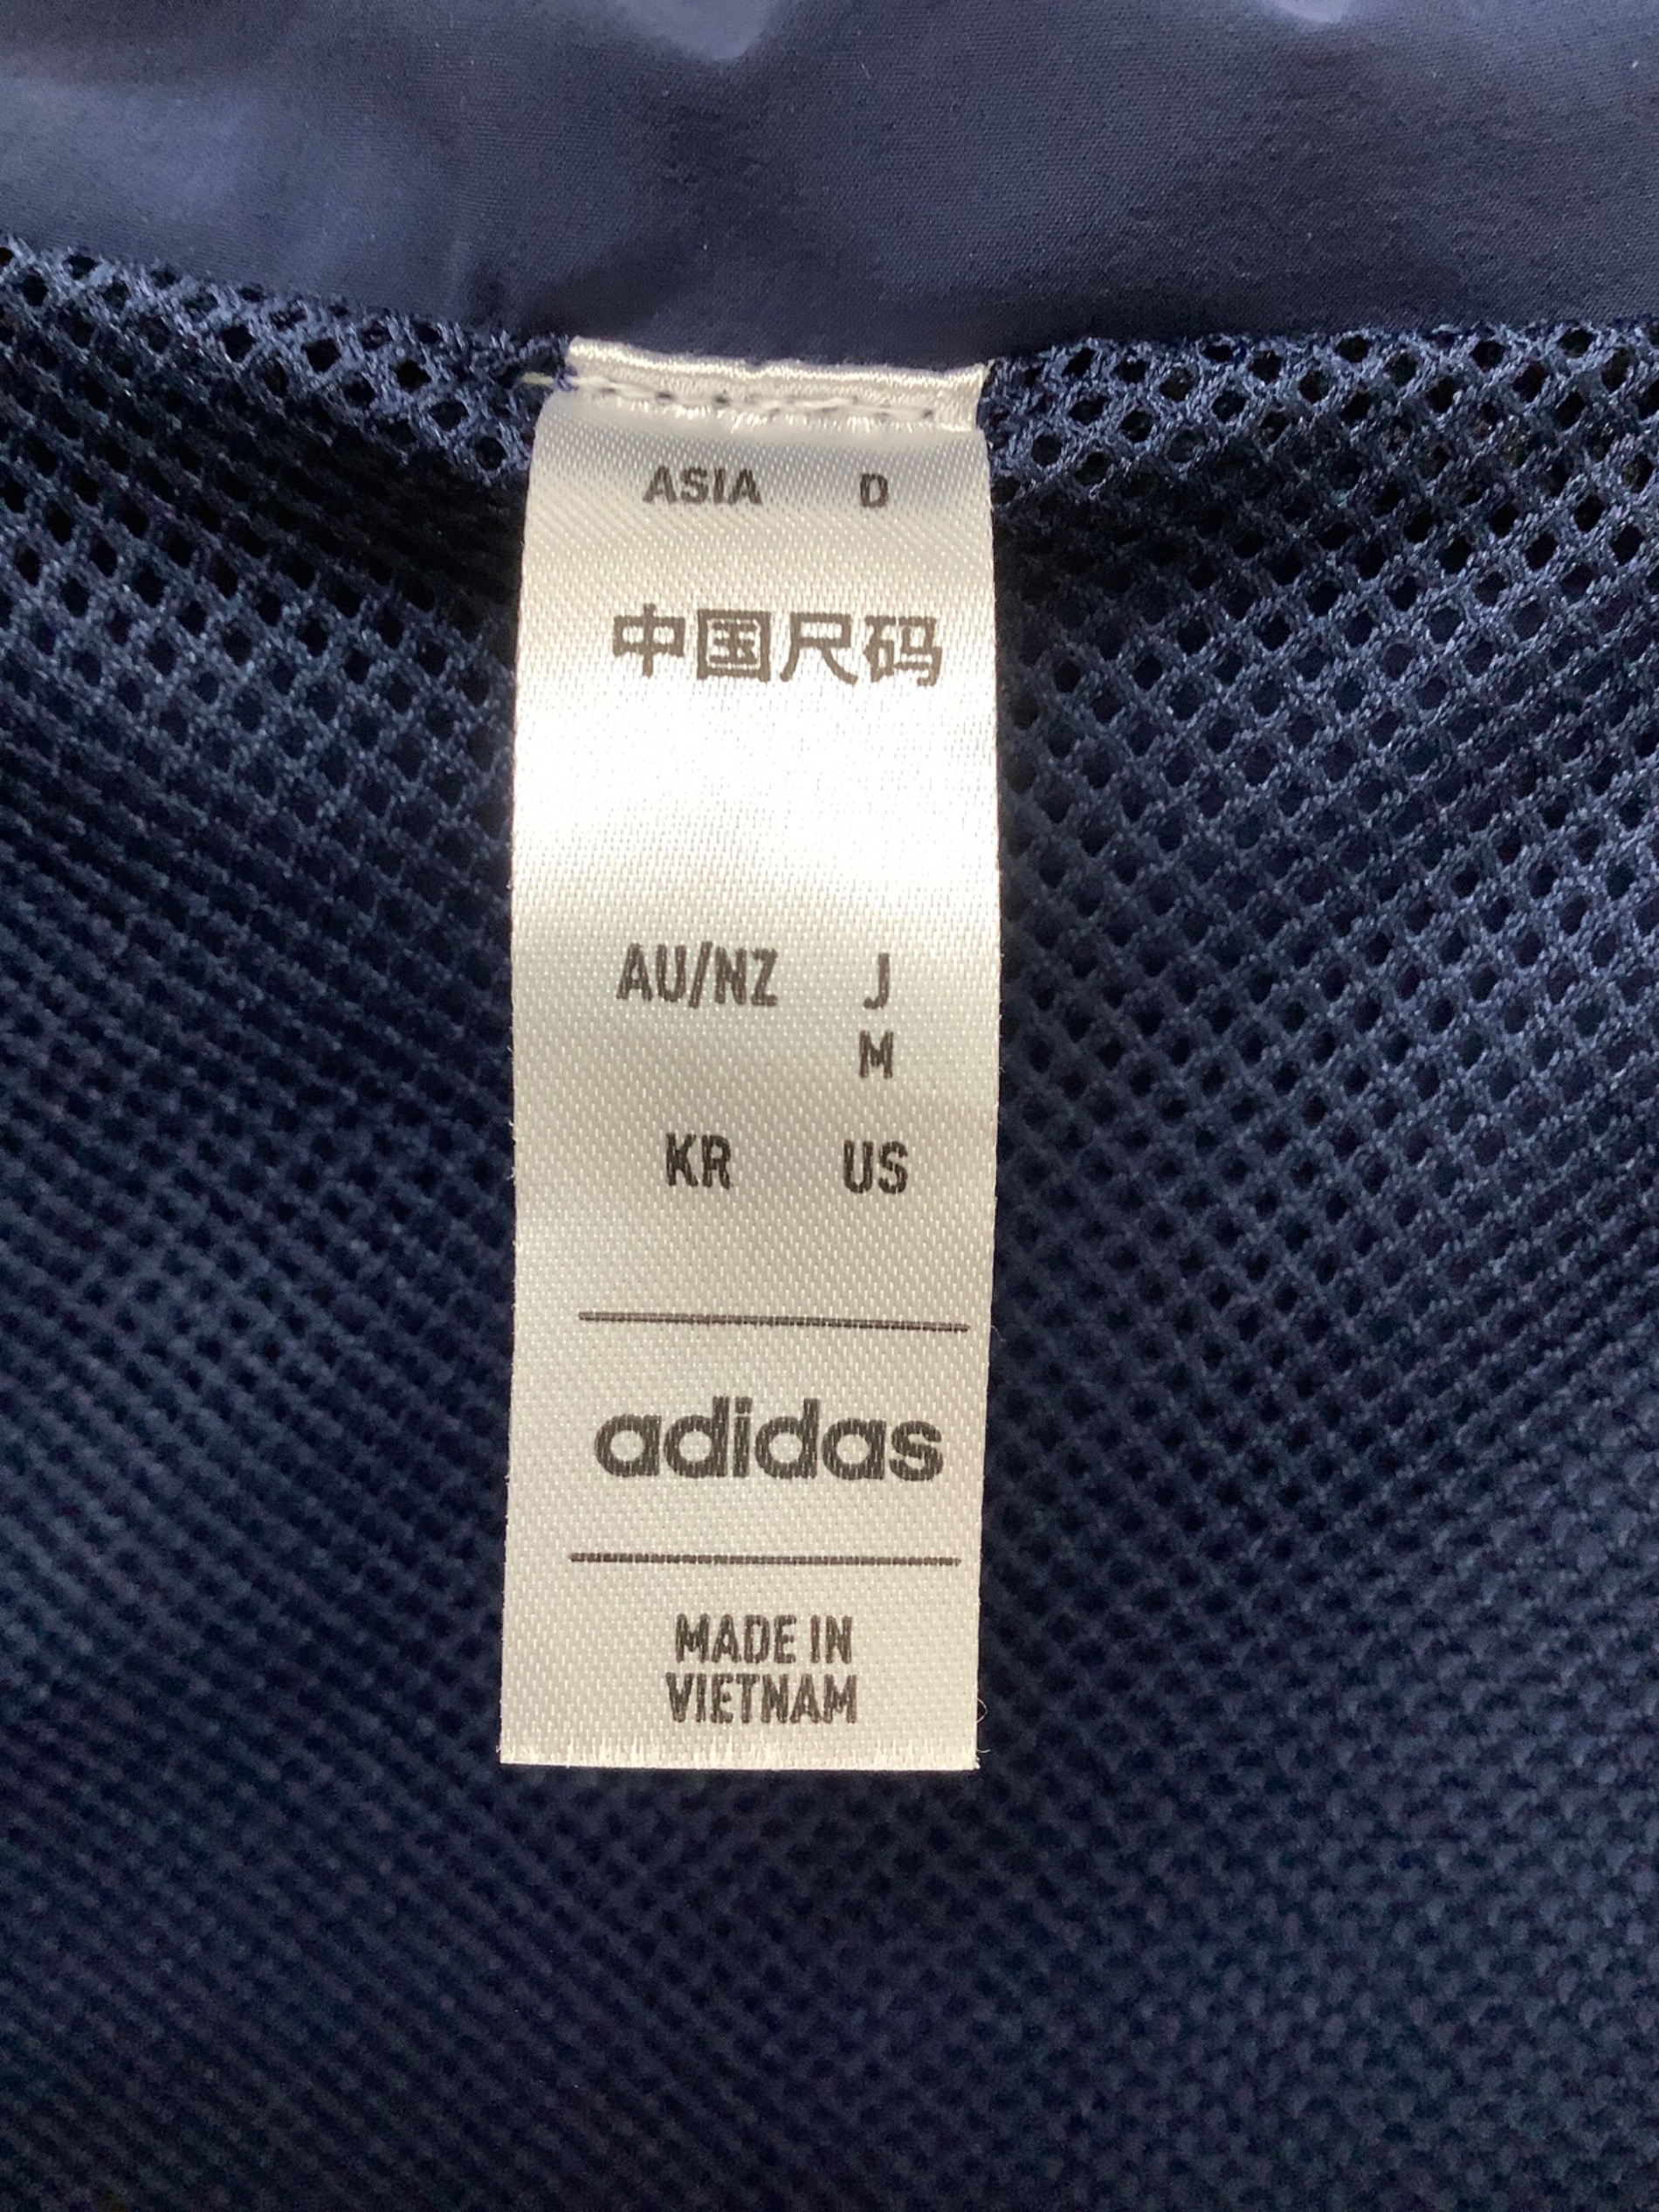 ASIA D
中国尺码
AU/NZ J
M
KR US
adidas
MADE IN
VIETNAM